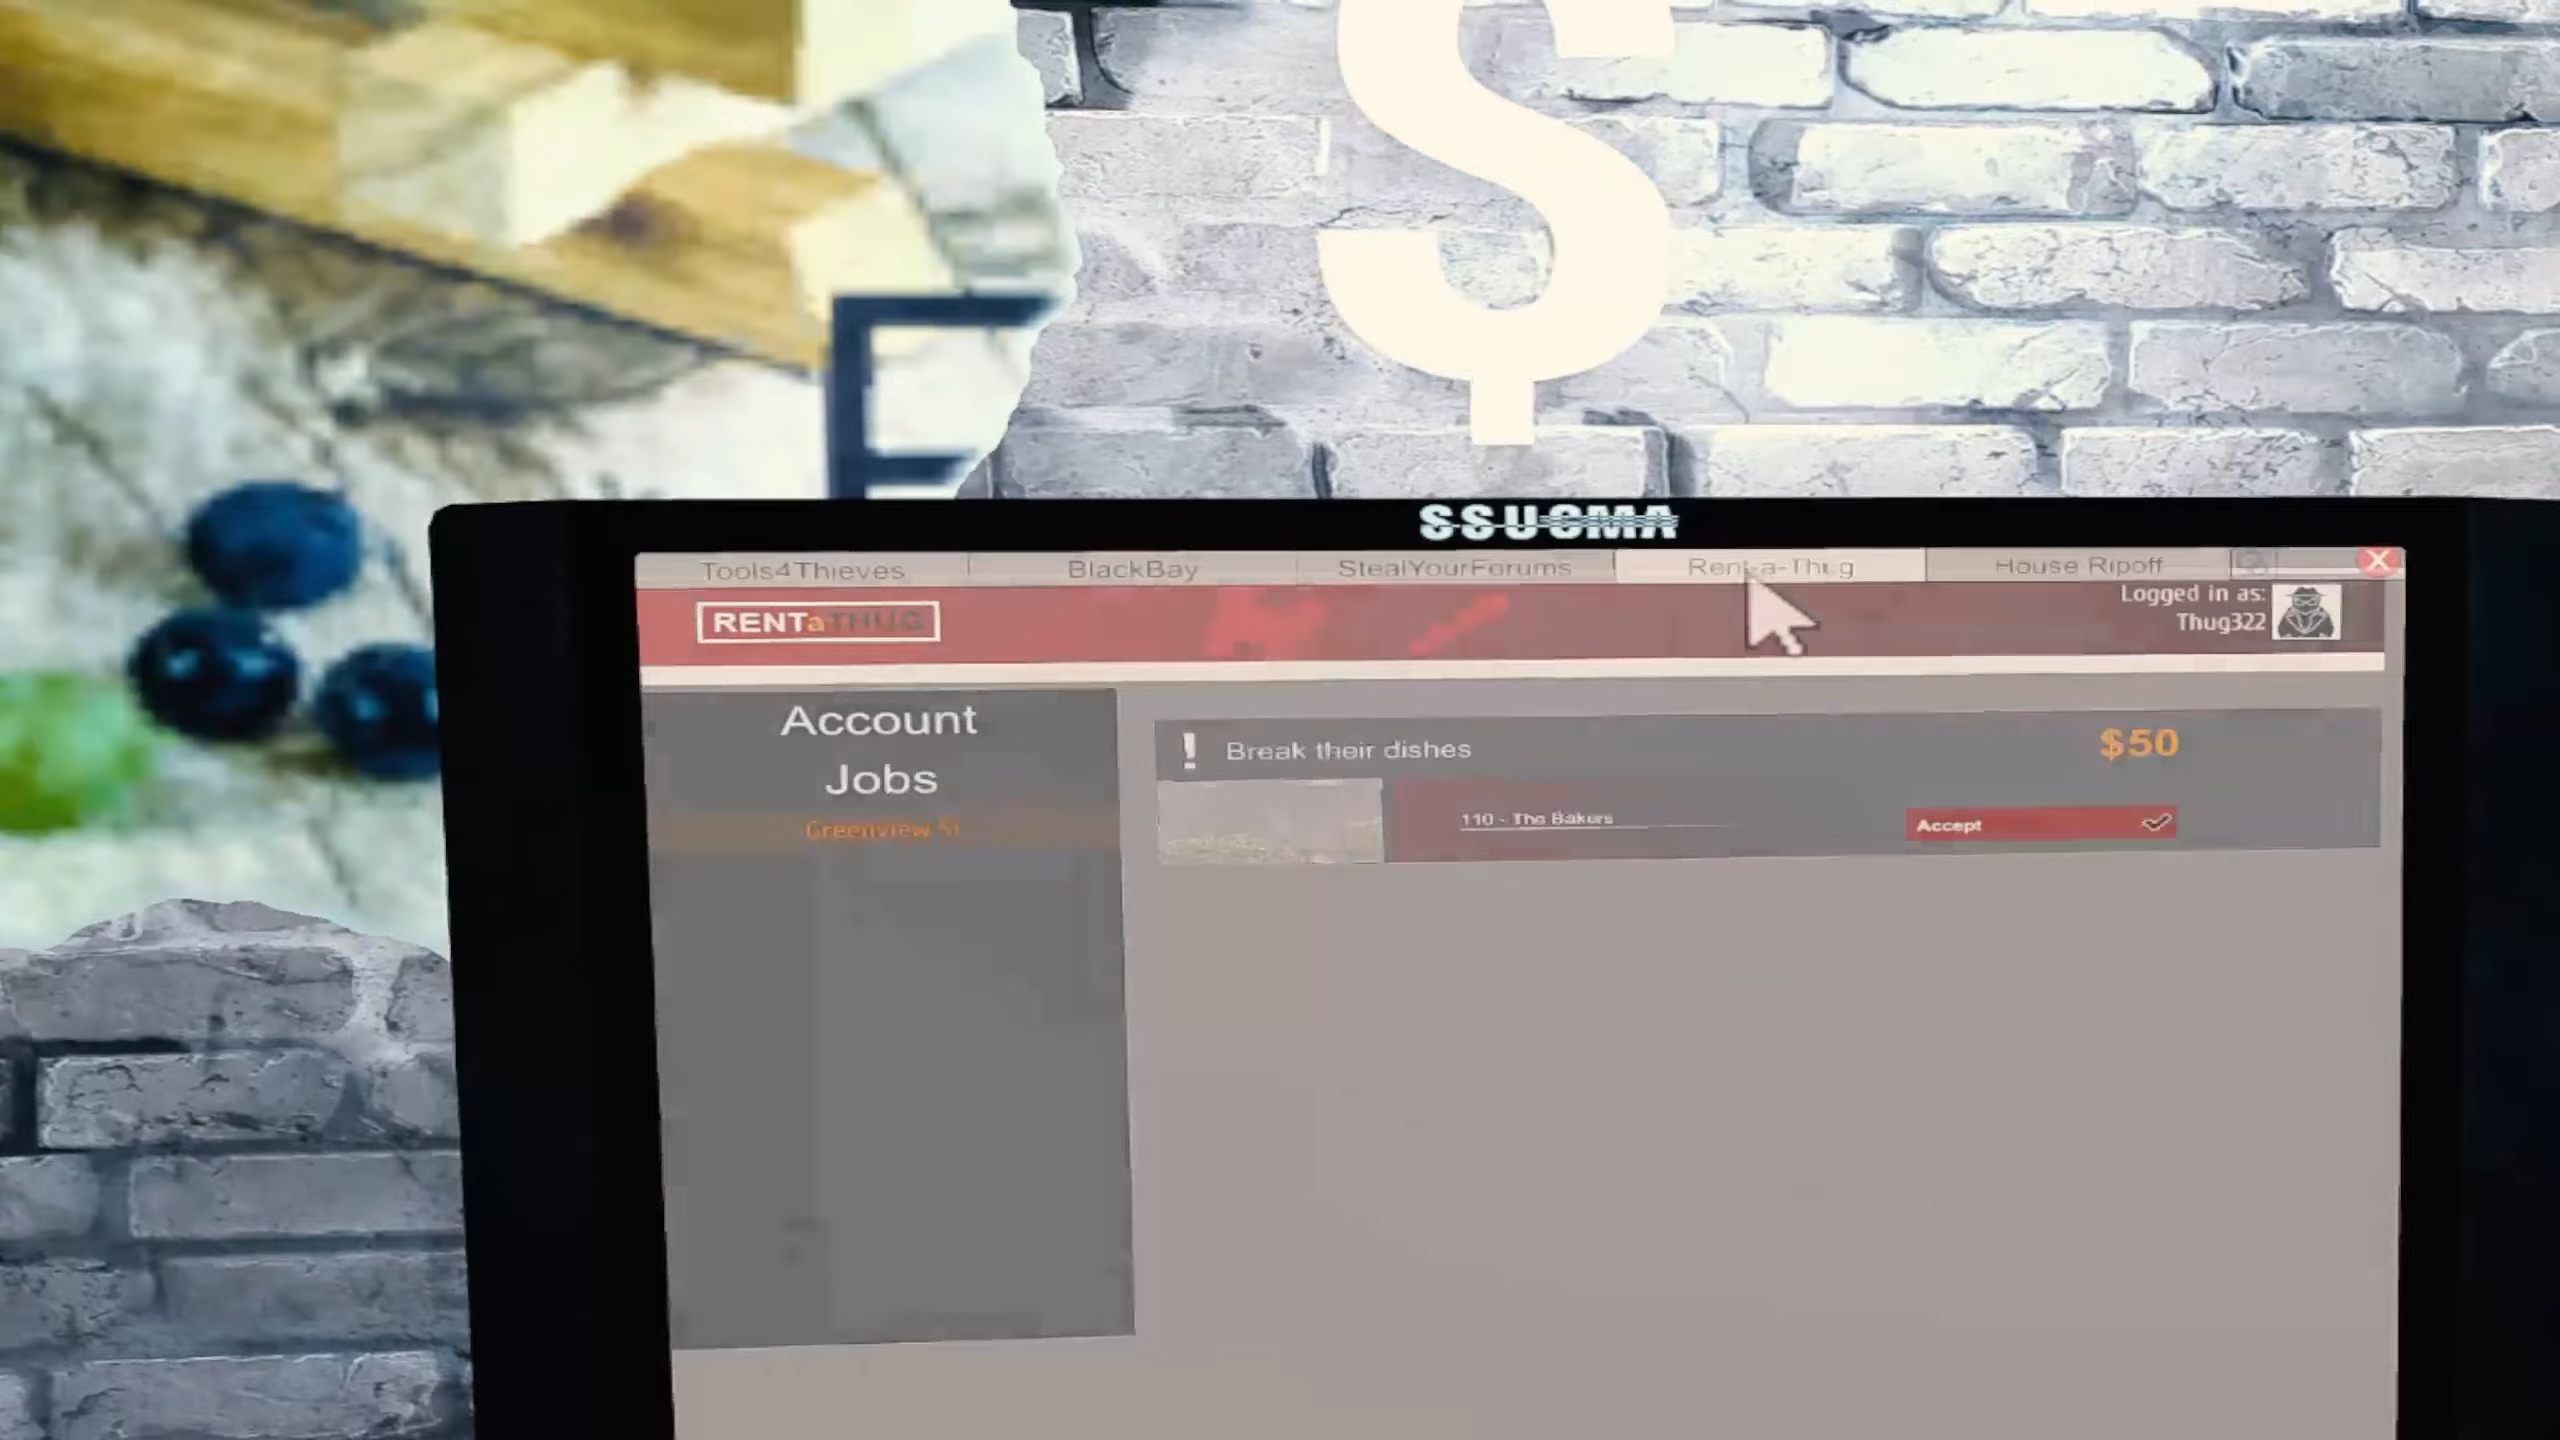 $
E
SSUGMA
Tools4Thieves BlackBay StealYourForums Rent-a-Thug House Ripoff X
RENTaTHUG
Logged in as:
Thug322
Account
Jobs
Greenview St
! Break their dishes $50
110 - The Bakers Accept